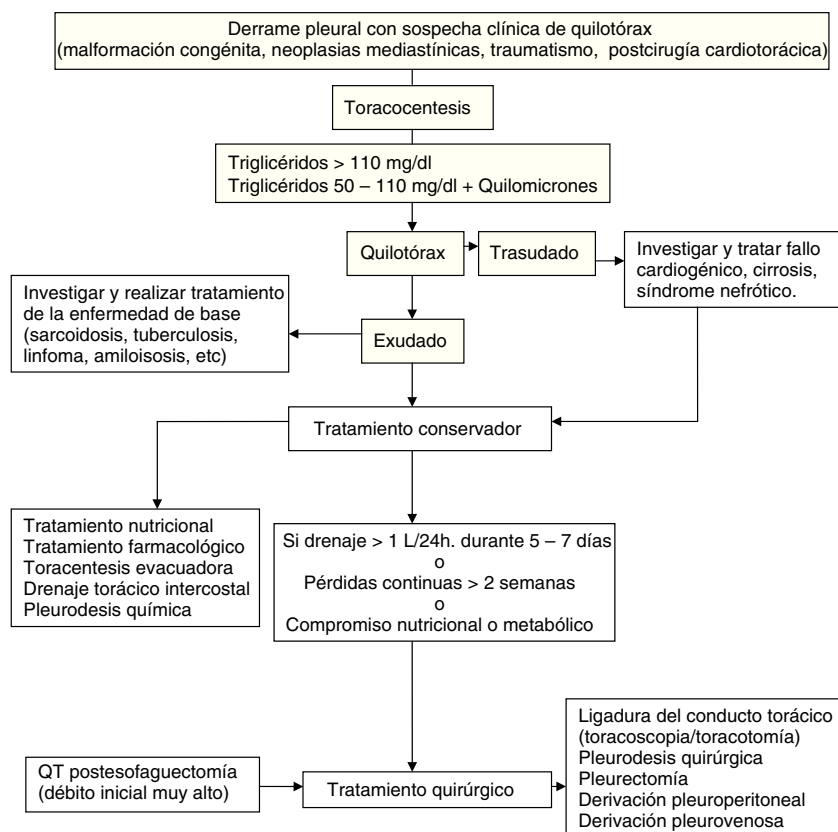 Derrame pleural con sospecha clínica de quilotórax
(malformación congénita, neoplasias mediastínicas, traumatismo, postcirugía cardiotorácica)
Toracocentesis
Triglicéridos > 110 mg/dl
Triglicéridos 50 – 110 mg/dl + Quilomicrones
Quilotórax
Trasudado
Investigar y tratar fallo
cardiogénico, cirrosis,
síndrome nefrótico.
Investigar y realizar tratamiento
de la enfermedad de base
(sarcoidosis, tuberculosis,
linfoma, amiloisosis, etc)
Exudado
Tratamiento conservador
Tratamiento nutricional
Tratamiento farmacológico
Toracentesis evacuadora
Drenaje torácico intercostal
Pleurodesis química
Si drenaje > 1 L/24h. durante 5 – 7 días
o
Pérdidas continuas > 2 semanas
o
Compromiso nutricional o metabólico
QT postesofaguectomía
(débito inicial muy alto)
Tratamiento quirúrgico
Ligadura del conducto torácico
(toracoscopia/toracotomía)
Pleurodesis quirúrgica
Pleurectomía
Derivación pleuroperitoneal
Derivación pleurovenosa